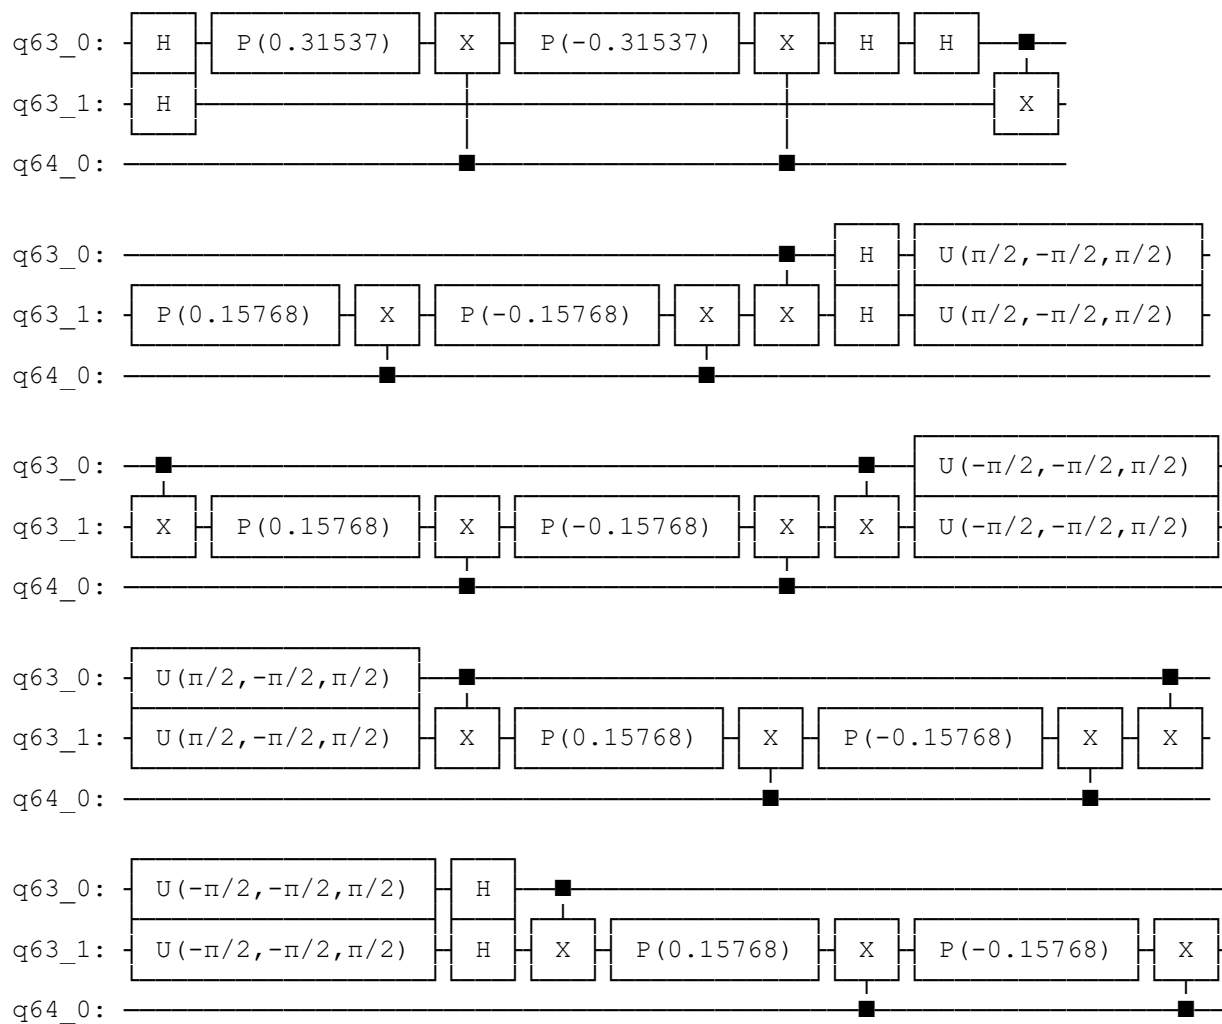 q63_0: H P(0.31537) X P(-0.31537) X H H
q63_1: H X
q64_0:
q63_0: H U(π/2,-π/2,π/2)
q63_1: P(0.15768) X P(-0.15768) X X H U(π/2,-π/2,π/2)
q64_0:
q63_0: U(-π/2,-π/2,π/2)
q63_1: X P(0.15768) X P(-0.15768) X X U(-π/2,-π/2,π/2)
q64_0:
q63_0: U(π/2,-π/2,π/2)
q63_1: U(π/2,-π/2,π/2) X P(0.15768) X P(-0.15768) X X
q64_0:
q63_0: U(-π/2,-π/2,π/2) H
q63_1: U(-π/2,-π/2,π/2) H X P(0.15768) X P(-0.15768) X
q64_0: